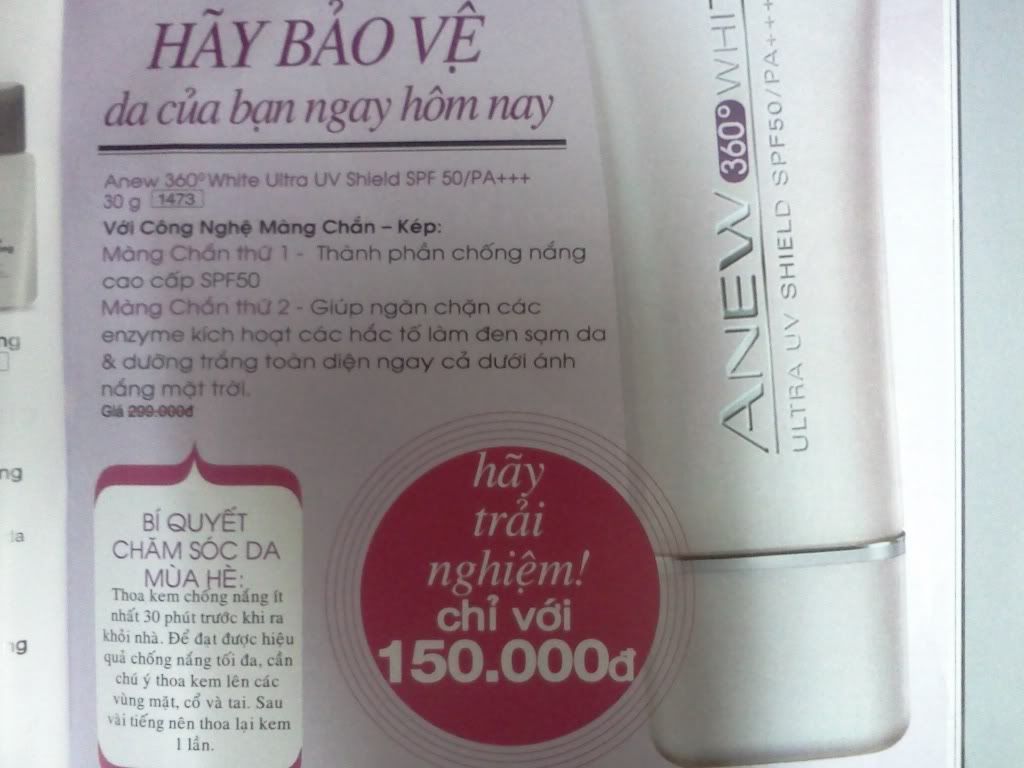 HÃY BẢO VỆ
da của bạn ngay hôm nay
Anew 360° White Ultra UV Shield SPF 50/PA+++
30 g 1473
Với Công Nghệ Màng Chắn – Kép:
Màng Chắn thứ 1 - Thành phần chống nắng
cao cấp SPF50
Màng Chắn thứ 2 - Giúp ngăn chặn các
enzyme kích hoạt các hắc tố làm đen sạm da
& dưỡng trắng toàn diện ngay cả dưới ánh
nắng mặt trời.
Giá 299.000đ
BÍ QUYẾT
CHĂM SÓC DA
MÙA HÈ:
Thoa kem chống nắng ít
nhất 30 phút trước khi ra
khỏi nhà. Để đạt được hiệu
quả chống nắng tối đa, cần
chú ý thoa kem lên các
vùng mặt, cổ và tai. Sau
vài tiếng nên thoa lại kem
1 lần.
hãy
trải
nghiệm!
chỉ với
150.000đ
ANEW 360° WHIT
ULTRA UV SHIELD SPF50/PA+++